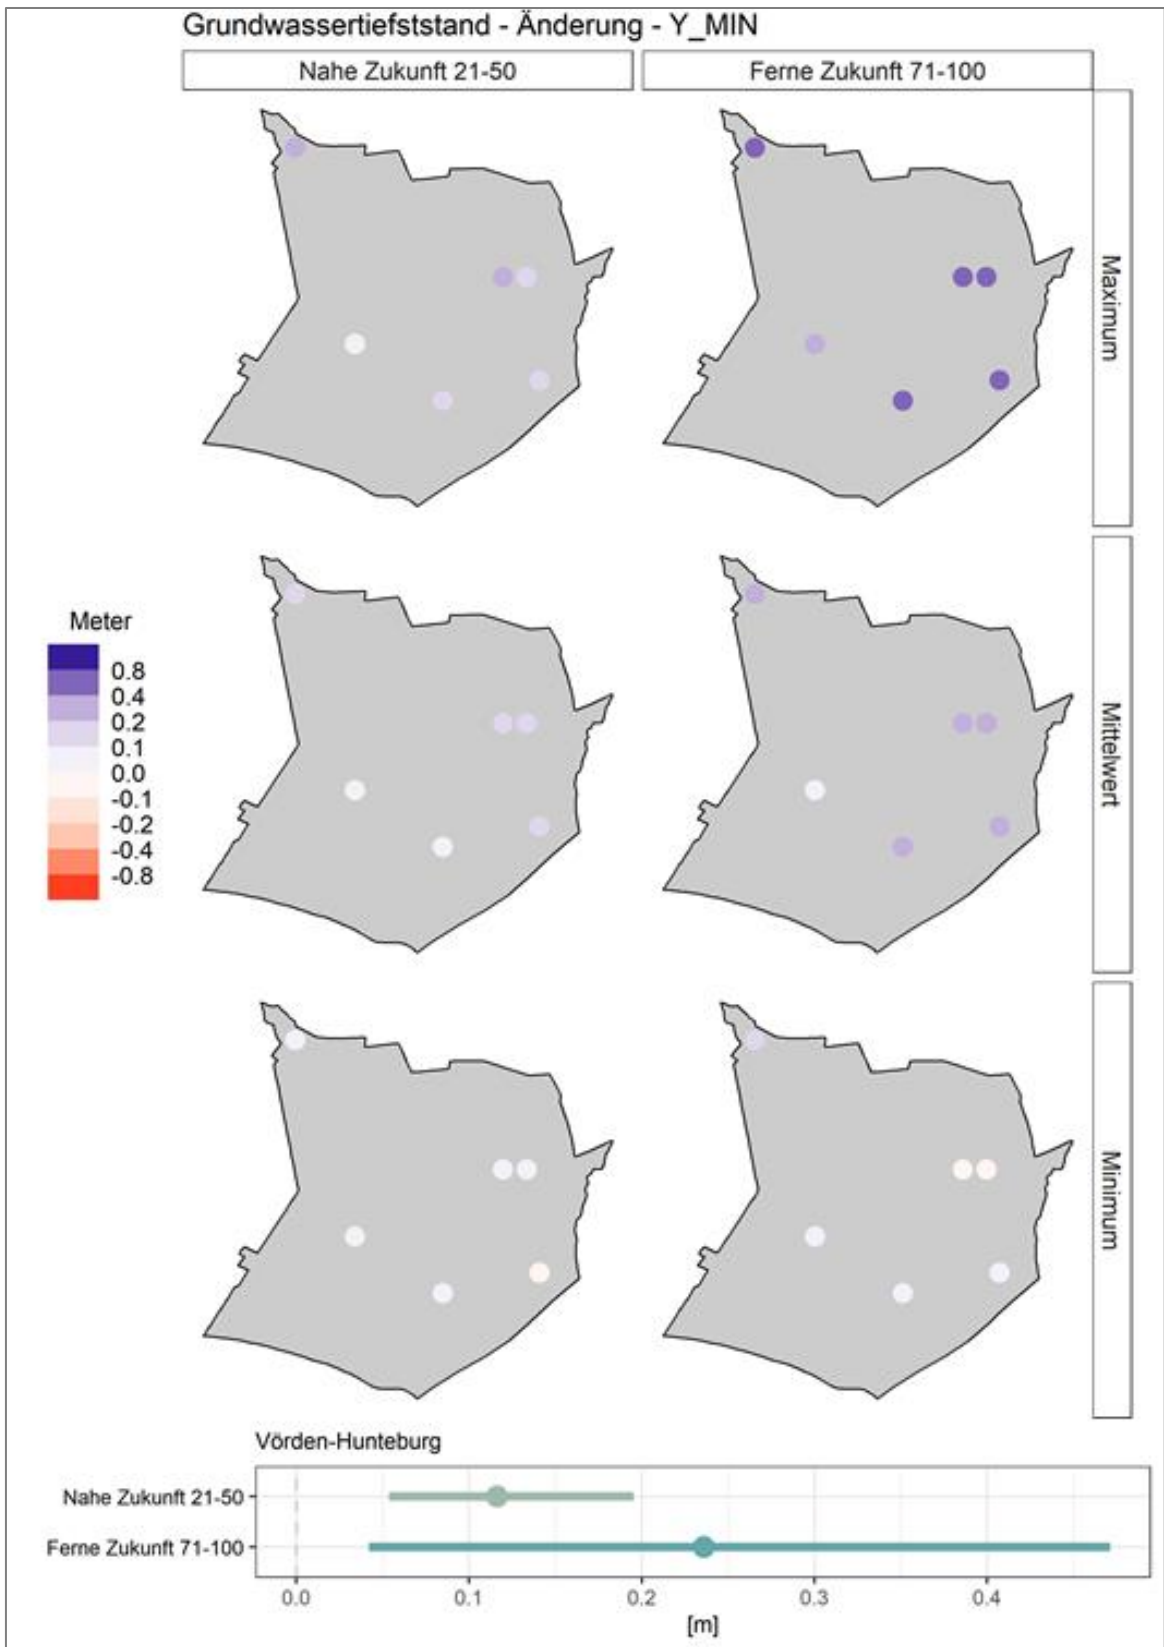 Grundwassertiefststand - Änderung - Y_MIN
Nahe Zukunft 21-50
Ferne Zukunft 71-100
Maximum
Mittelwert
Minimum
Meter
0.8
0.4
0.2
0.1
0.0
-0.1
-0.2
-0.4
-0.8
Vörden-Hunteburg
Nahe Zukunft 21-50
Ferne Zukunft 71-100
0.0 0.1 0.2 0.3 0.4
[m]